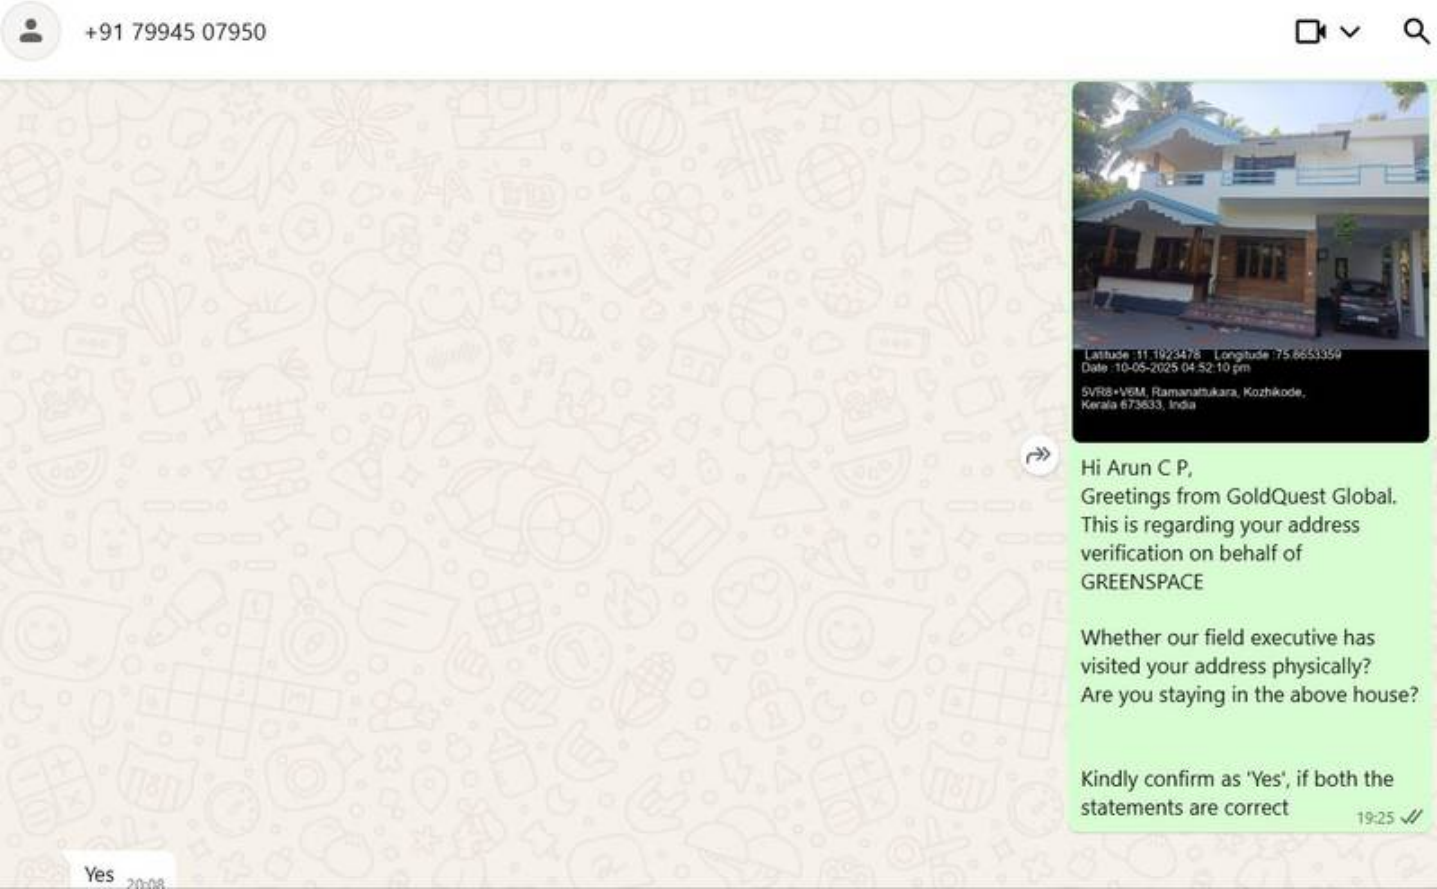 +91 79945 07950
Latitude :11.1923478 Longitude :75.8653359
Date :10-05-2025 04:52:10 pm
5VR8+V6M, Ramanattukara, Kozhikode,
Kerala 673633, India
Hi Arun C P,
Greetings from GoldQuest Global.
This is regarding your address
verification on behalf of
GREENSPACE
Whether our field executive has
visited your address physically?
Are you staying in the above house?
Kindly confirm as 'Yes', if both the
statements are correct
19:25
Yes
20:08